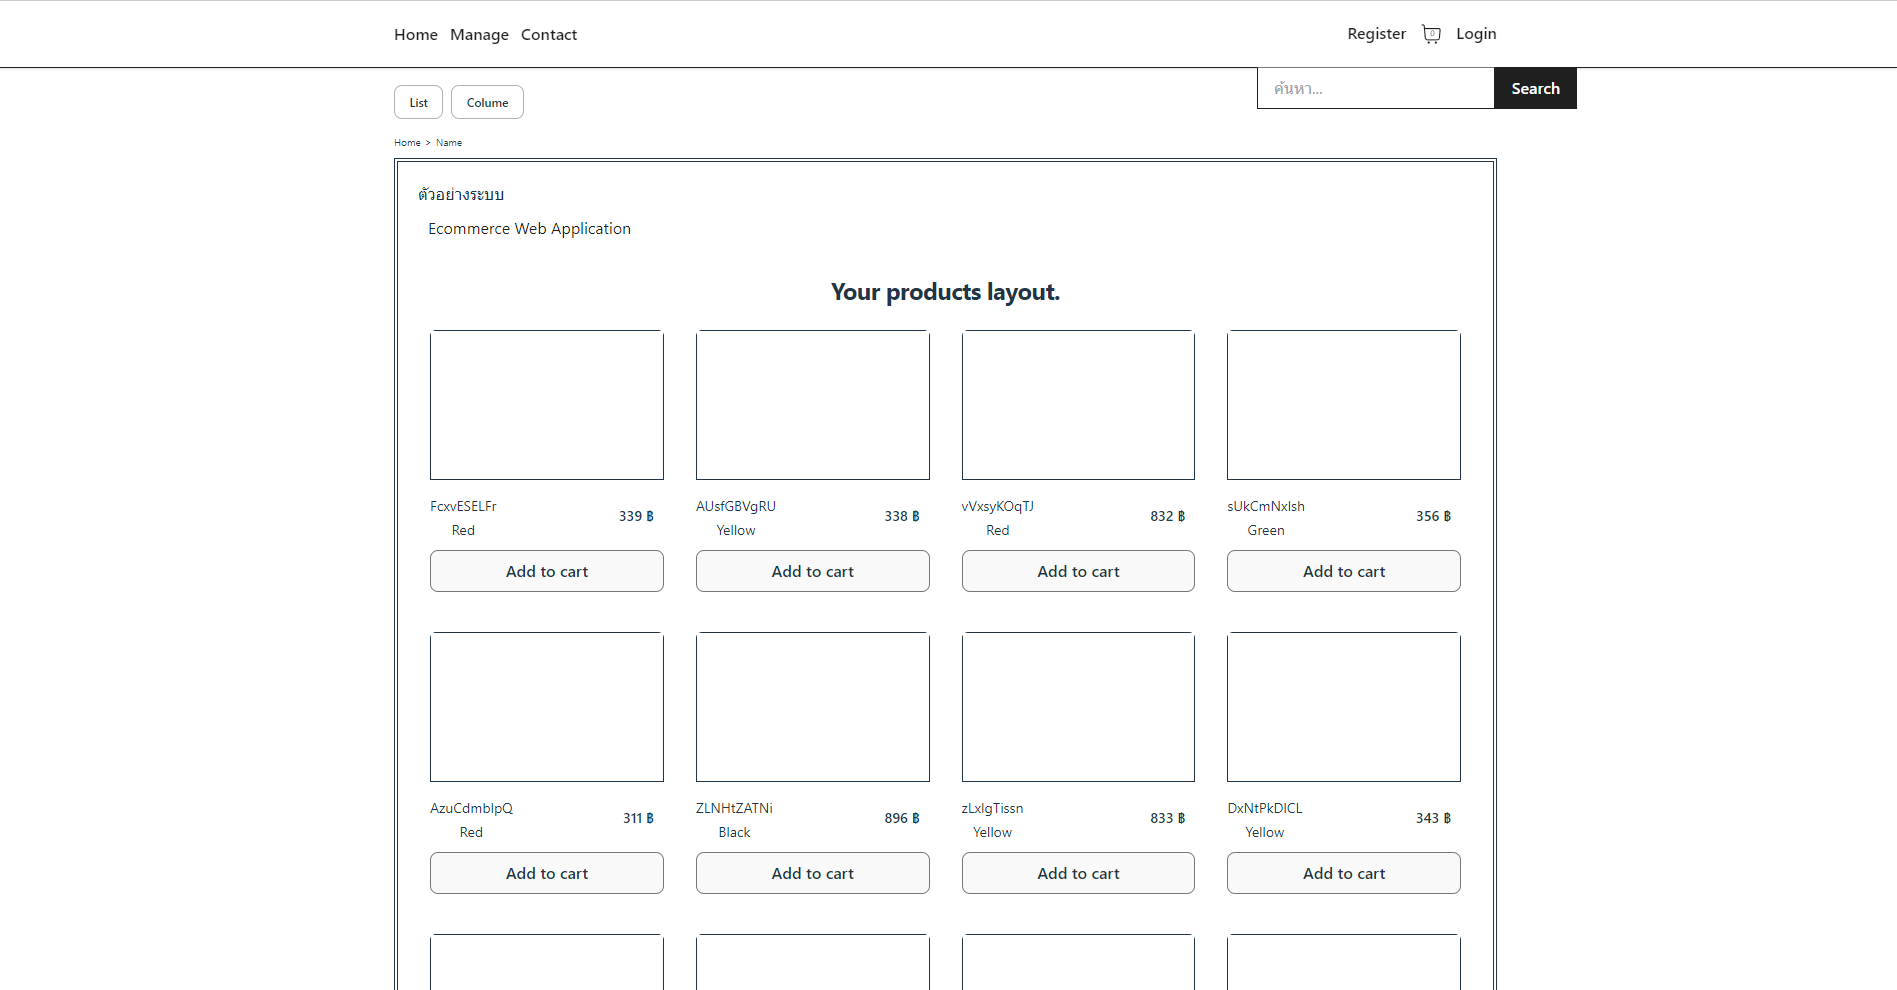 Home Manage Contact Register 0 Login
ค้นหา... Search
List Colume
Home > Name
ตัวอย่างระบบ
Ecommerce Web Application
Your products layout.
FcxvESELFr 339 ฿ AUsfGBVgRU 338 ฿ vVxsyKOqTJ 832 ฿ sUkCmNxlsh 356 ฿
Red Yellow Red Green
Add to cart Add to cart Add to cart Add to cart
AzuCdmblpQ 311 ฿ ZLNHtZATNi 896 ฿ zLxlgTissn 833 ฿ DxNtPkDICL 343 ฿
Red Black Yellow Yellow
Add to cart Add to cart Add to cart Add to cart